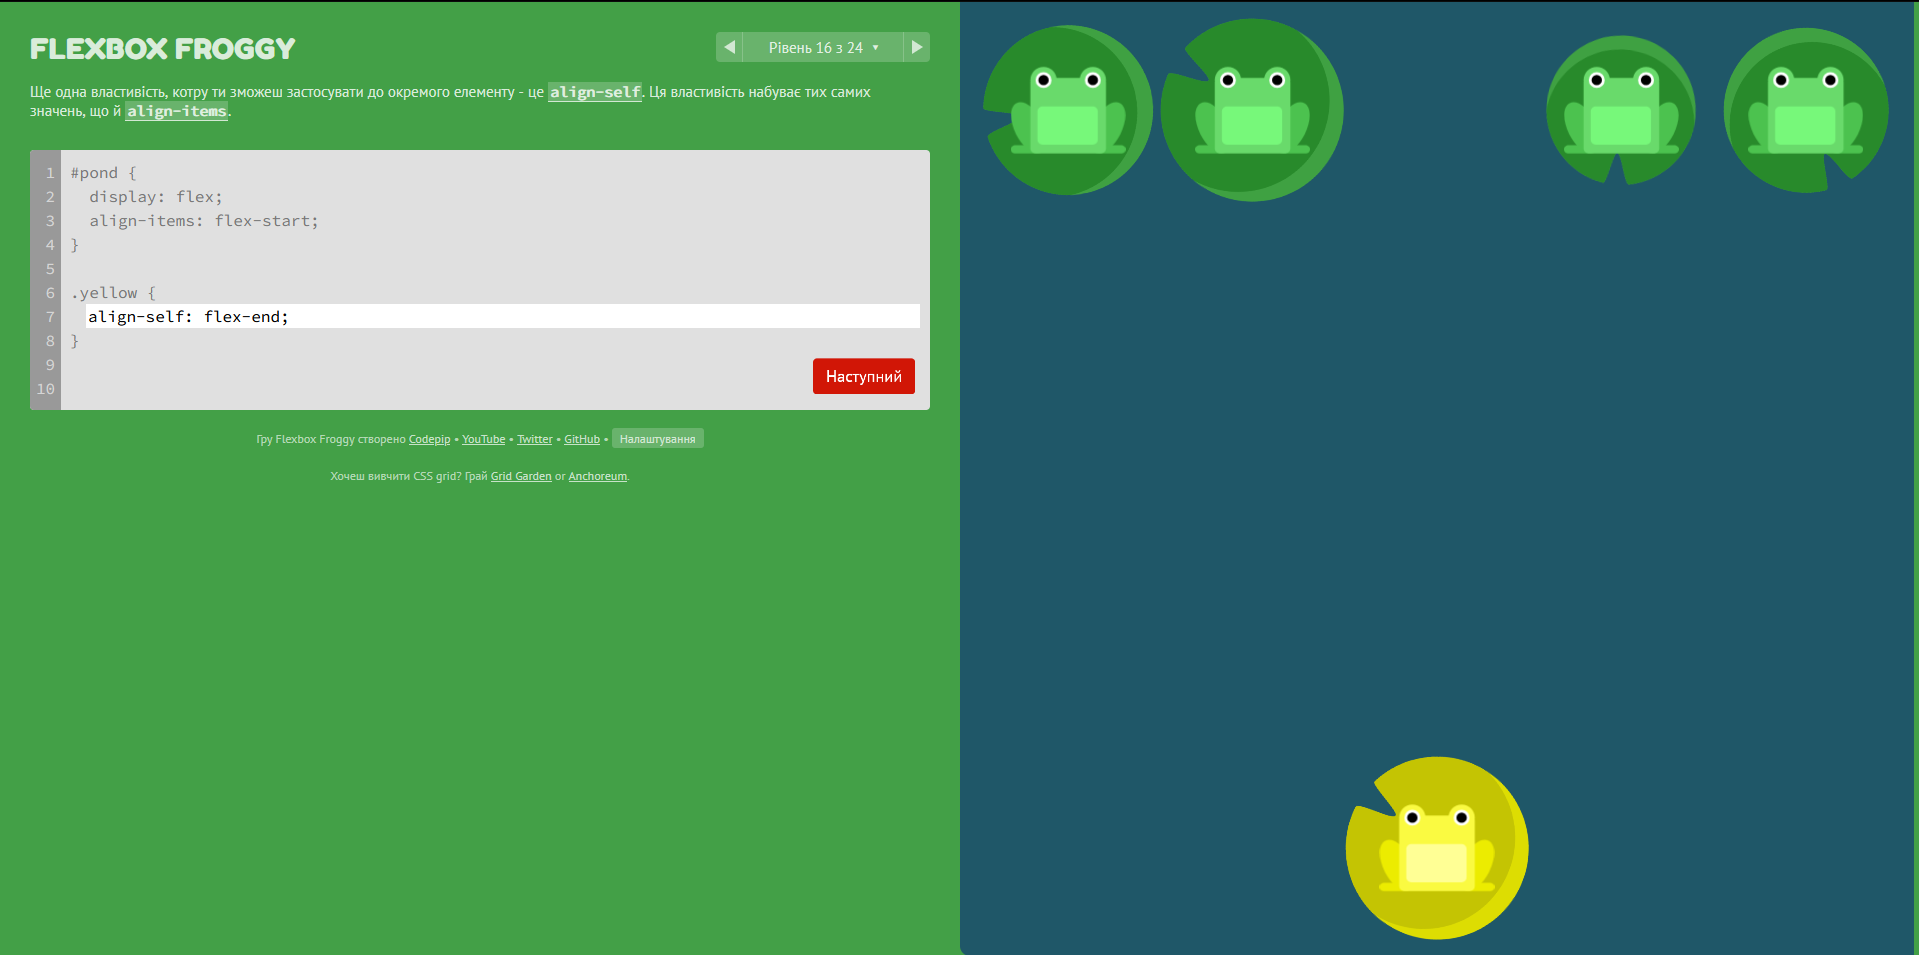 FLEXBOX FROGGY
◀ Рівень 16 з 24 ▼ ▶
Ще одна властивість, котру ти зможеш застосувати до окремого елементу - це align-self. Ця властивість набуває тих самих
значень, що й align-items.
1 #pond {
2 display: flex;
3 align-items: flex-start;
4 }
5
6 .yellow {
7 align-self: flex-end;
8 }
9
10
Наступний
Гру Flexbox Froggy створено Codepip • YouTube • Twitter • GitHub • Налаштування
Хочеш вивчити CSS grid? Грай Grid Garden or Anchoreum.